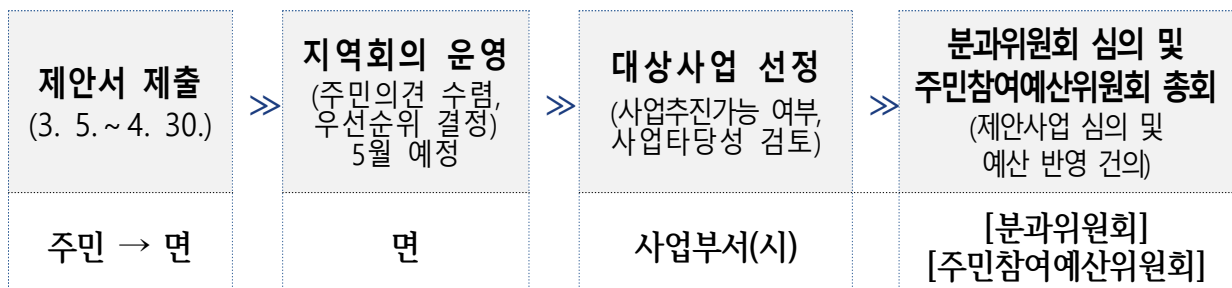 제안서 제출
(3. 5. ~ 4. 30.)
≫
지역회의 운영
(주민의견 수렴,
우선순위 결정)
5월 예정
≫
대상사업 선정
(사업추진가능 여부,
사업타당성 검토)
≫
분과위원회 심의 및
주민참여예산위원회 총회
(제안사업 심의 및
예산 반영 건의)
주민 → 면
면
사업부서(시)
[분과위원회]
[주민참여예산위원회]